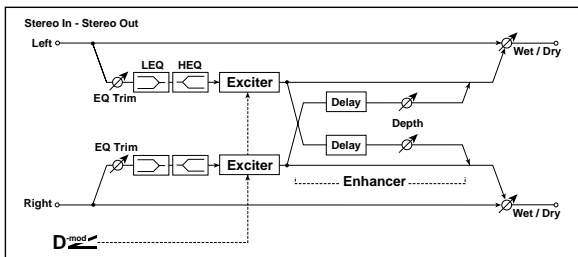 Stereo In - Stereo Out
Left
Wet / Dry
LEQ HEQ
EQ Trim
Exciter
Delay
Depth
EQ Trim
Exciter
Delay
Enhancer
Right
Wet / Dry
D-mod